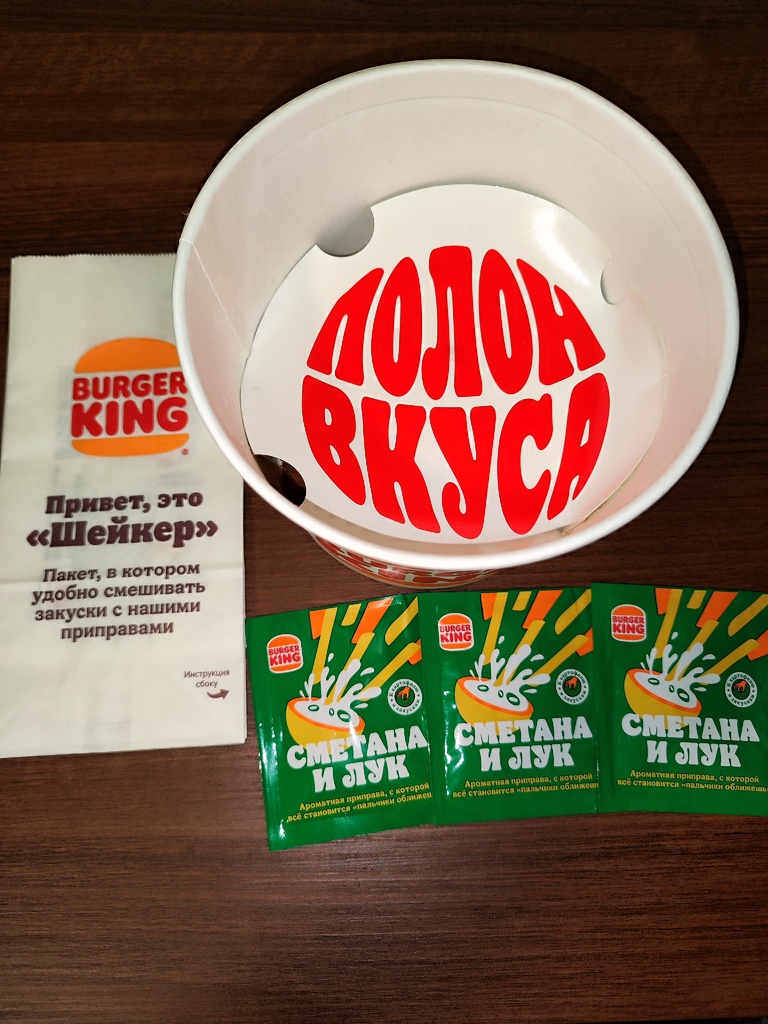 ПОЛОН
ВКУСА
BURGER
KING
®
Привет, это
«Шейкер»
Пакет, в котором
удобно смешивать
закуски с нашими
приправами
Инструкция
сбоку
BURGER
KING
СМЕТАНА
И ЛУК
Ароматная приправа, с которой
всё становится «пальчики оближеш
BURGER
KING
СМЕТАНА
И ЛУК
Ароматная приправа, с которой
всё становится «пальчики оближеш
BURGER
KING
СМЕТАНА
И ЛУК
Ароматная приправа, с которой
всё становится «пальчики оближешь